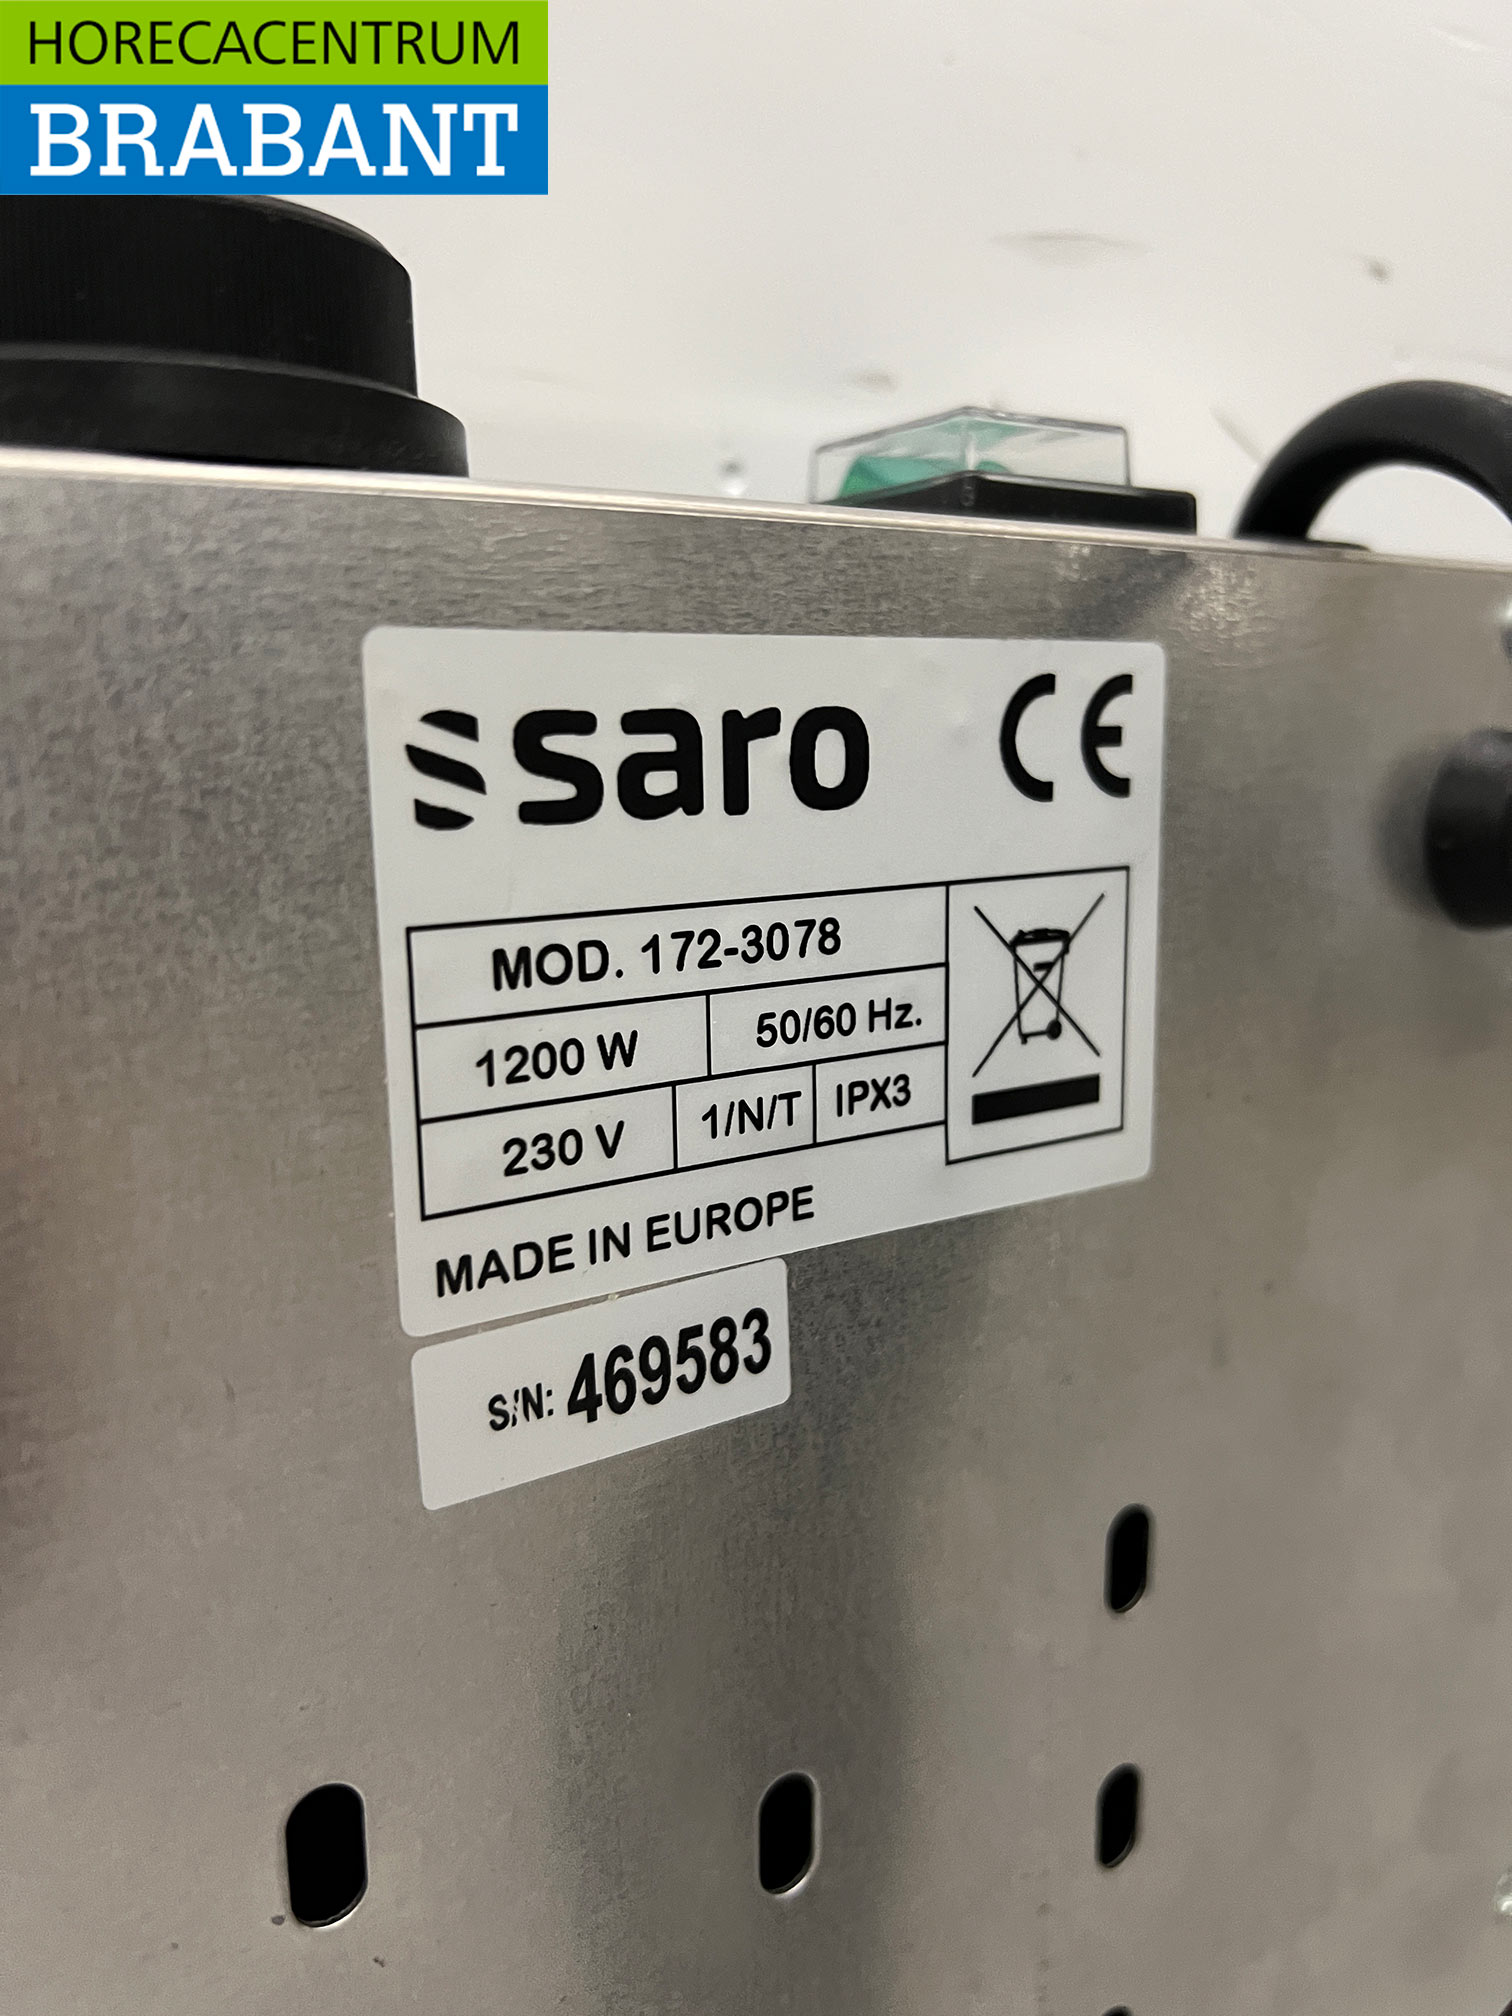 HORECACENTRUM
BRABANT
saro CE
MOD. 172-3078
1200 W 50/60 Hz.
230 V 1/N/T IPX3
MADE IN EUROPE
S/N: 469583